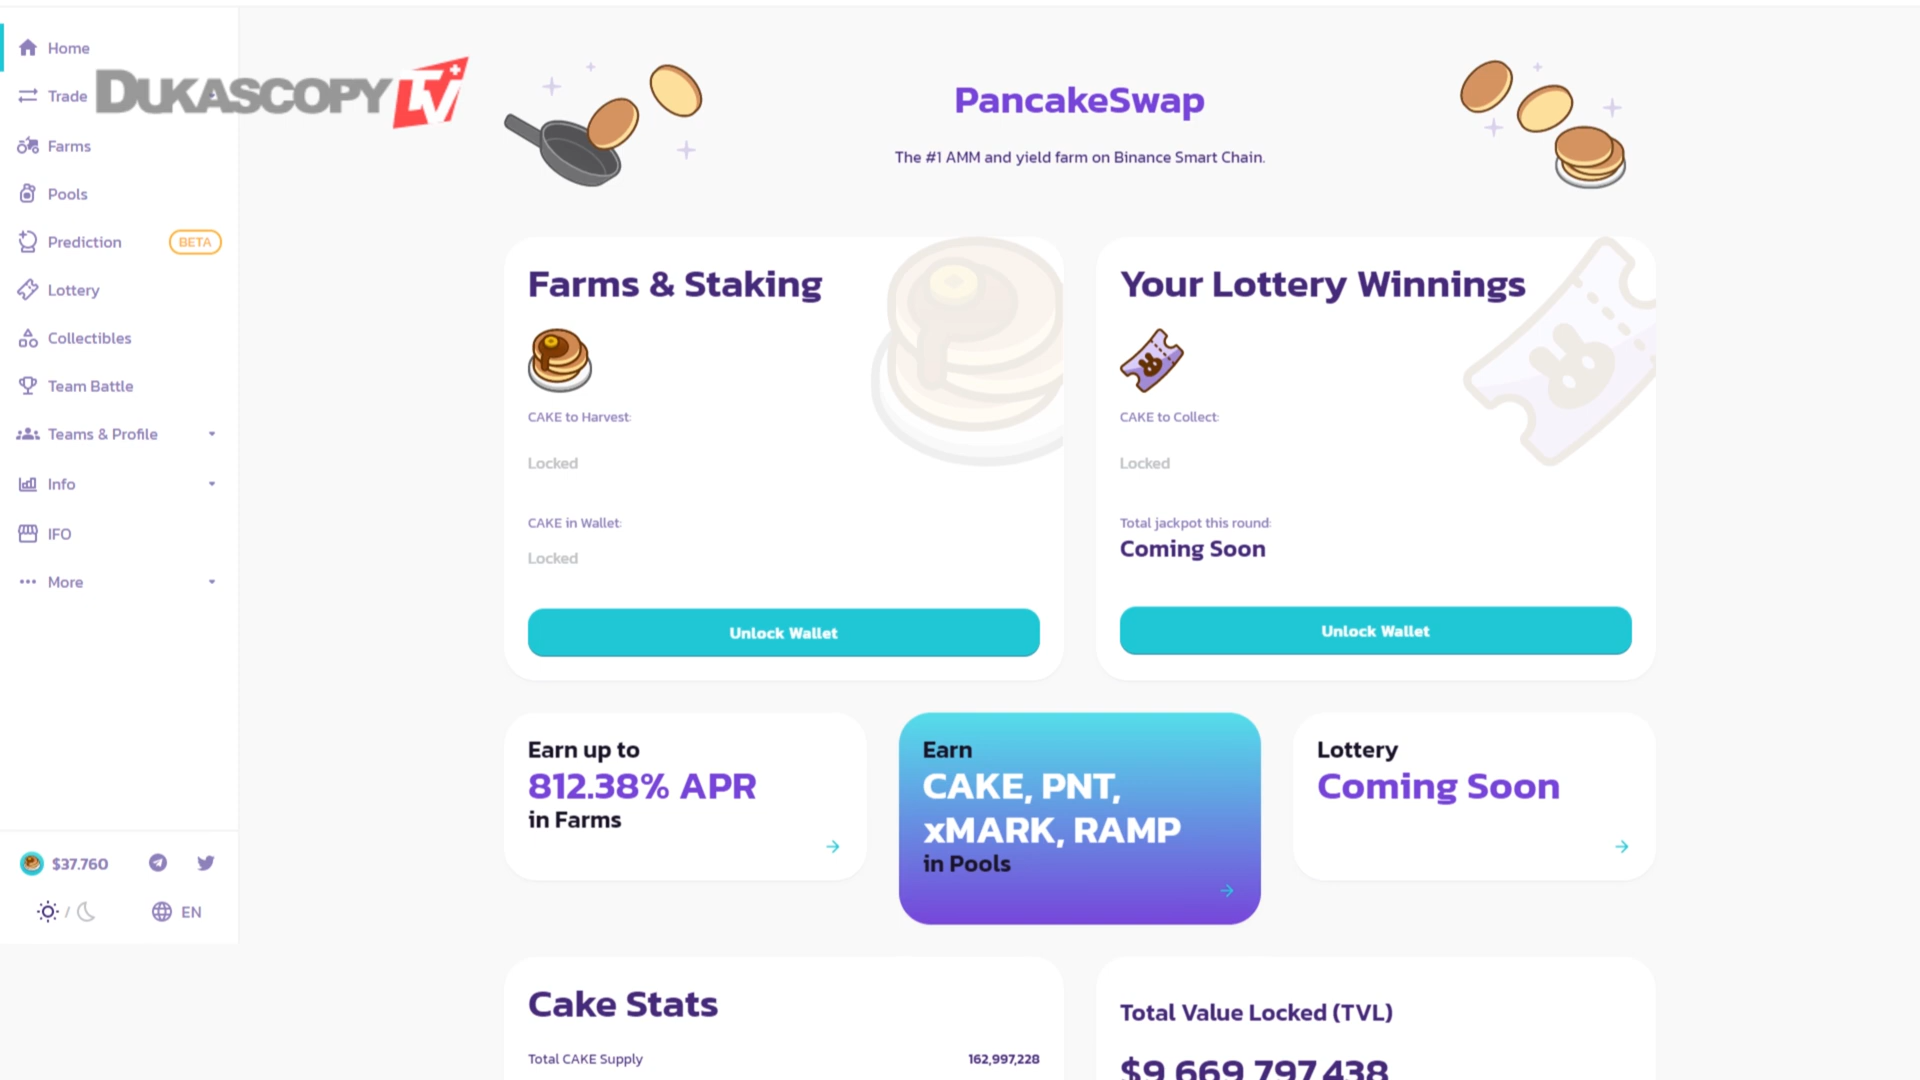 Home
Trade
DUKASCOPY TV
Farms
Pools
Prediction BETA
Lottery
Collectibles
Team Battle
Teams & Profile
Info
IFO
More
$37.760
/
EN
PancakeSwap
The #1 AMM and yield farm on Binance Smart Chain.
Farms & Staking
CAKE to Harvest:
Locked
CAKE in Wallet:
Locked
Unlock Wallet
Your Lottery Winnings
CAKE to Collect:
Locked
Total jackpot this round:
Coming Soon
Unlock Wallet
Earn up to
812.38% APR
in Farms
Earn
CAKE, PNT,
xMARK, RAMP
in Pools
Lottery
Coming Soon
Cake Stats
Total CAKE Supply 162,997,228
Total Value Locked (TVL)
$9,669,797,438